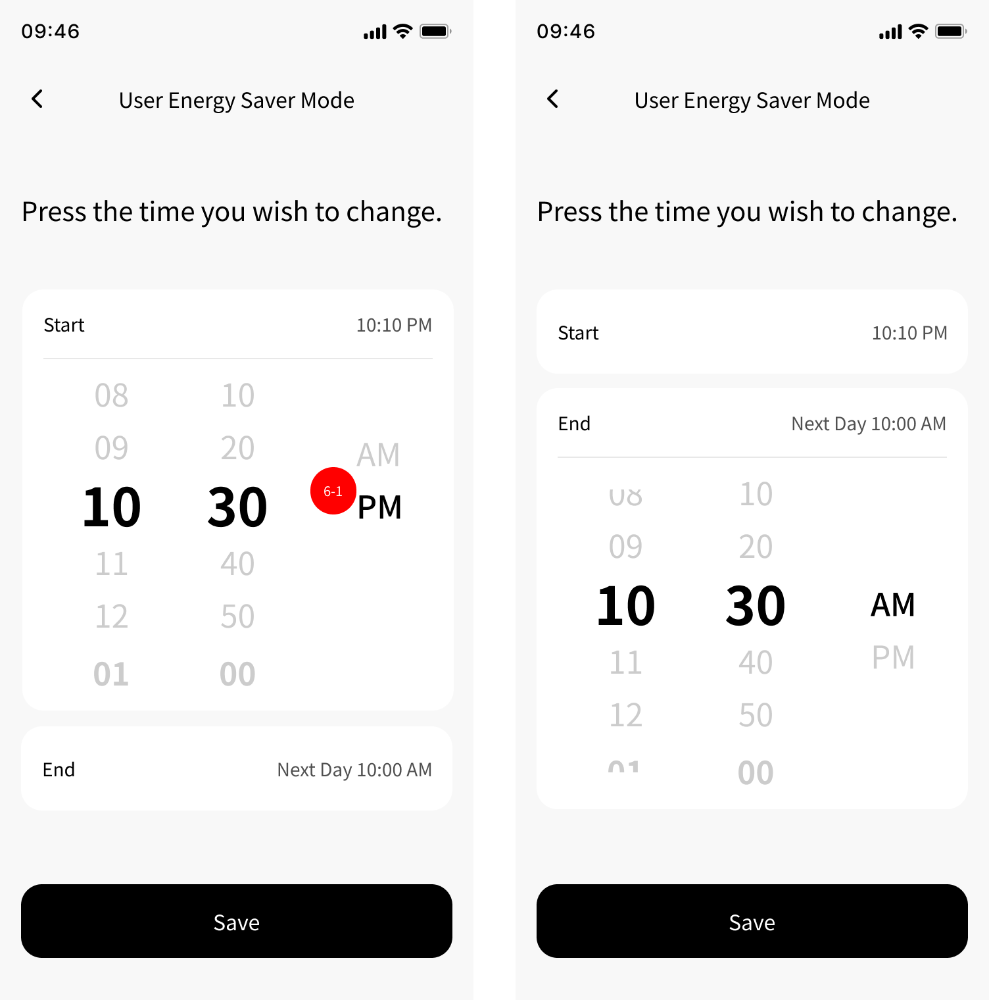 09:46
User Energy Saver Mode
Press the time you wish to change.
Start 10:10 PM
08 10
09 20 AM
10 30 6-1 PM
11 40
12 50
01 00
End Next Day 10:00 AM
Save
09:46
User Energy Saver Mode
Press the time you wish to change.
Start 10:10 PM
End Next Day 10:00 AM
08 10
09 20
10 30 AM
11 40 PM
12 50
01 00
Save